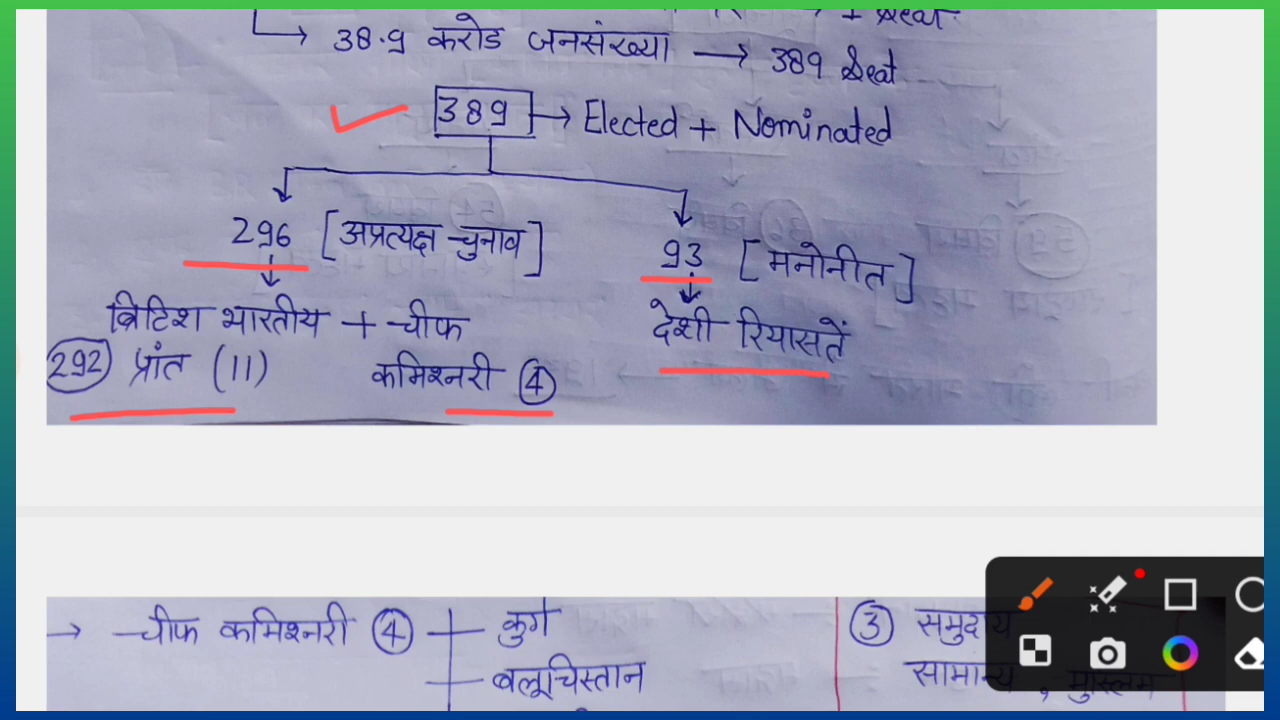 38.9 करोड जनसंख्या → 389 Seat
389 → Elected + Nominated
296 [अप्रत्यक्ष चुनाव]
93 [मनोनीत]
ब्रिटिश भारतीय + चीफ
देशी रियासतें
292 प्रांत (11)
कमिश्नरी 4
→ चीफ कमिश्नरी 4
कुर्ग
बलूचिस्तान
3 समुदाय
सामान्य, मुस्लिम